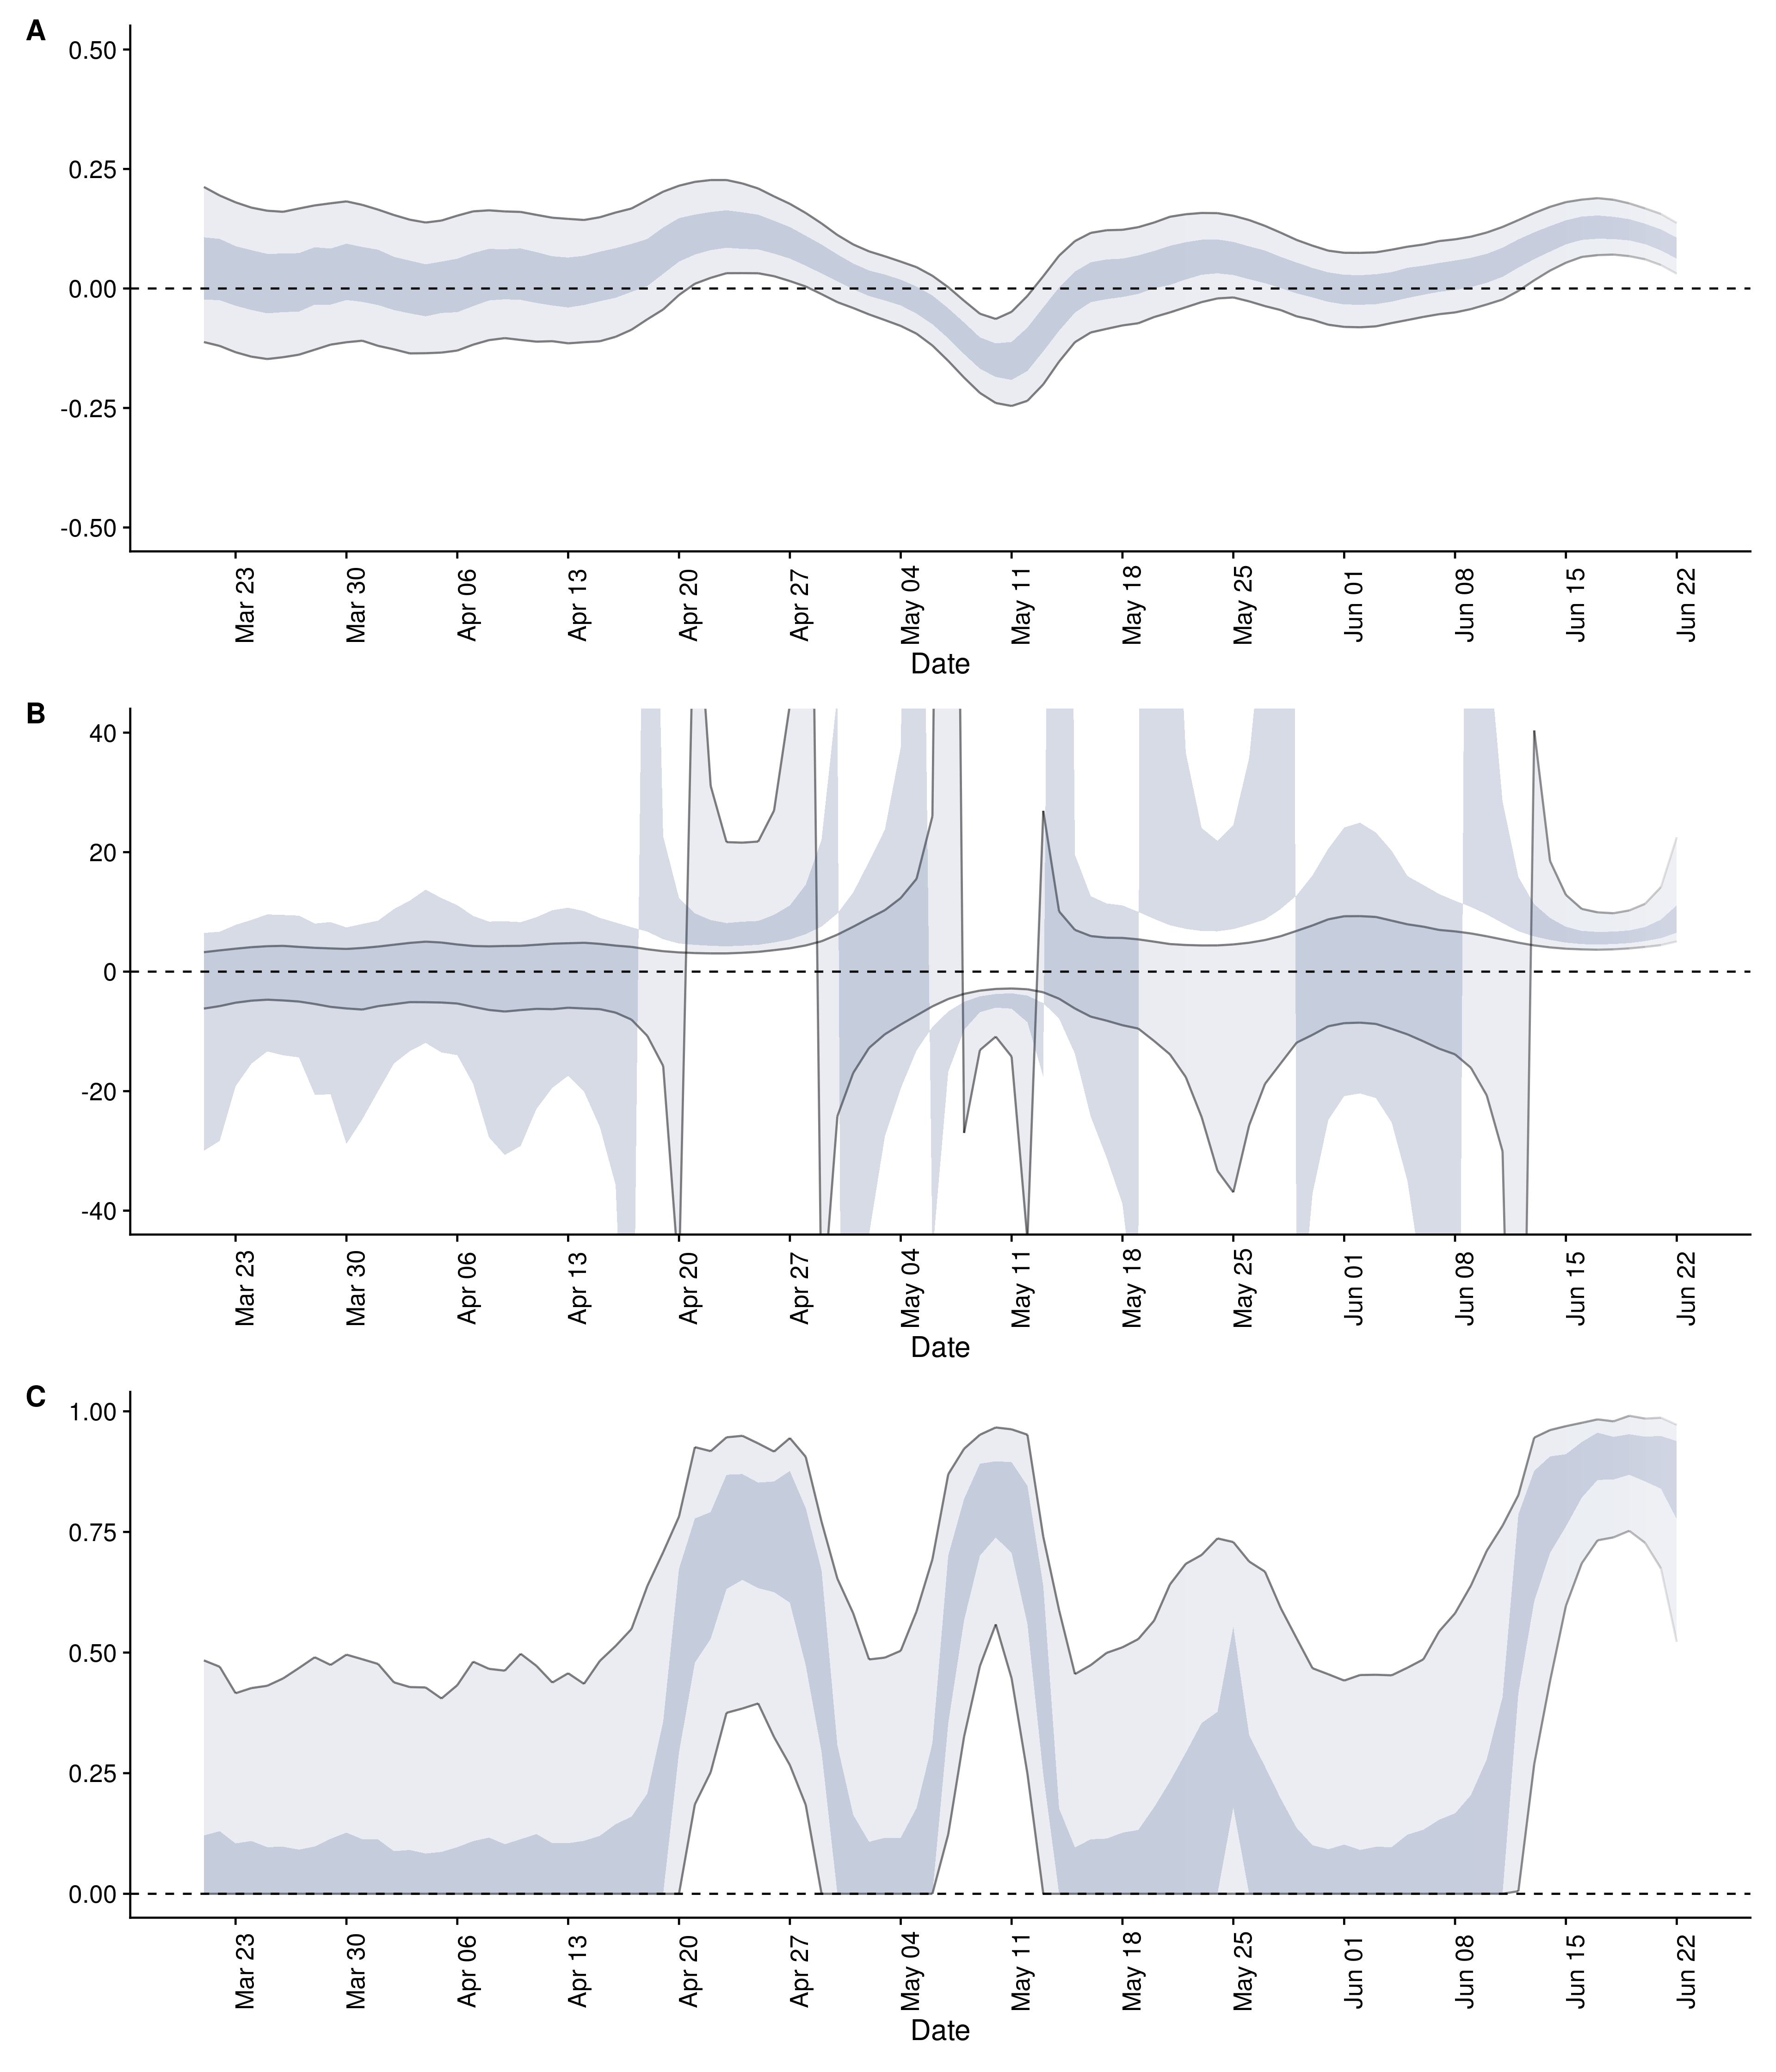 A
0.50
0.25
0.00
-0.25
-0.50
Mar 23
Mar 30
Apr 06
Apr 13
Apr 20
Apr 27
May 04
May 11
May 18
May 25
Jun 01
Jun 08
Jun 15
Jun 22
Date
B
40
20
0
-20
-40
Mar 23
Mar 30
Apr 06
Apr 13
Apr 20
Apr 27
May 04
May 11
May 18
May 25
Jun 01
Jun 08
Jun 15
Jun 22
Date
C
1.00
0.75
0.50
0.25
0.00
Mar 23
Mar 30
Apr 06
Apr 13
Apr 20
Apr 27
May 04
May 11
May 18
May 25
Jun 01
Jun 08
Jun 15
Jun 22
Date